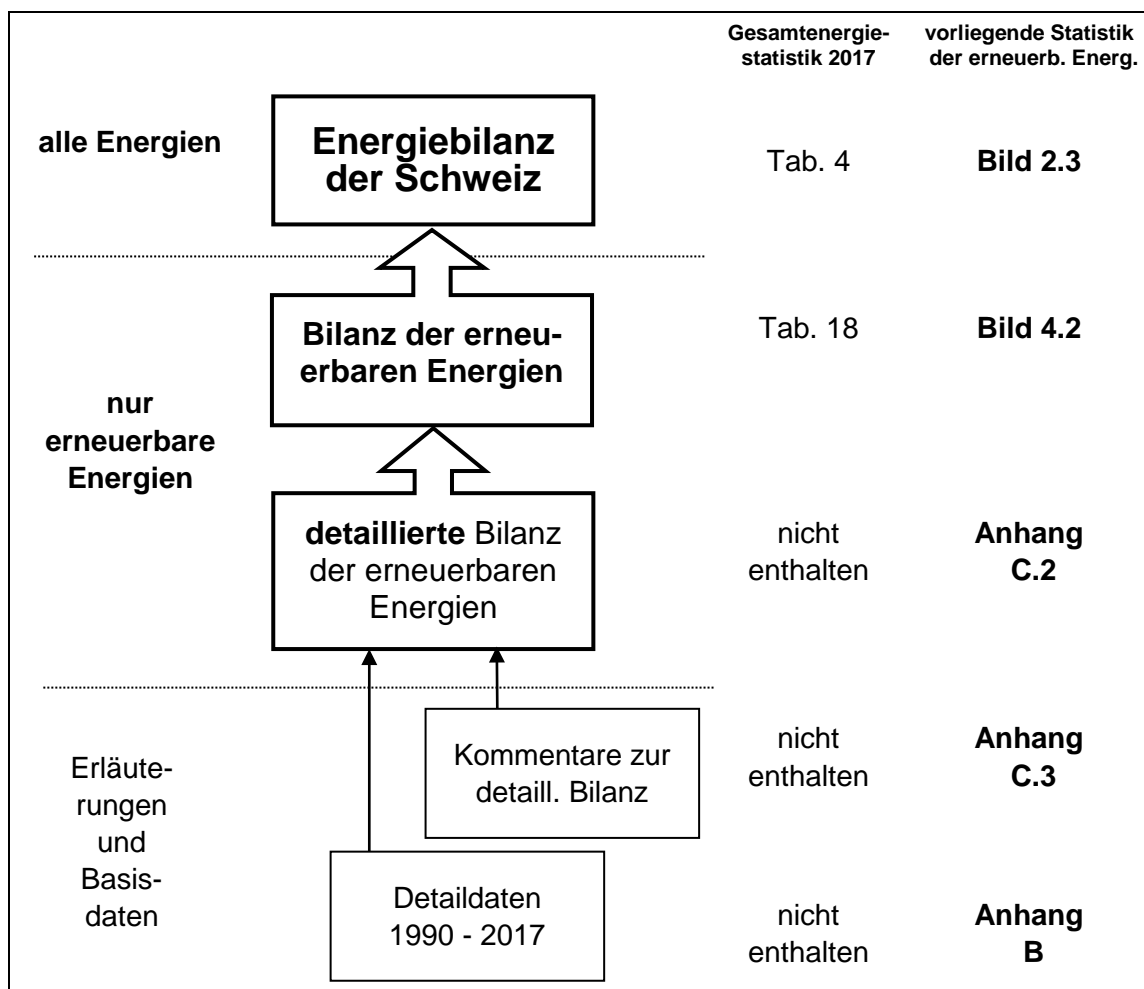 Gesamtenergie-
statistik 2017
vorliegende Statistik
der erneuerb. Energ.
alle Energien
Energiebilanz
der Schweiz
Tab. 4
Bild 2.3
Bilanz der erneu-
erbaren Energien
Tab. 18
Bild 4.2
nur
erneuerbare
Energien
detaillierte Bilanz
der erneuerbaren
Energien
nicht
enthalten
Anhang
C.2
Erläute-
rungen
und
Basis-
daten
Kommentare zur
detaill. Bilanz
nicht
enthalten
Anhang
C.3
Detaildaten
1990 - 2017
nicht
enthalten
Anhang
B